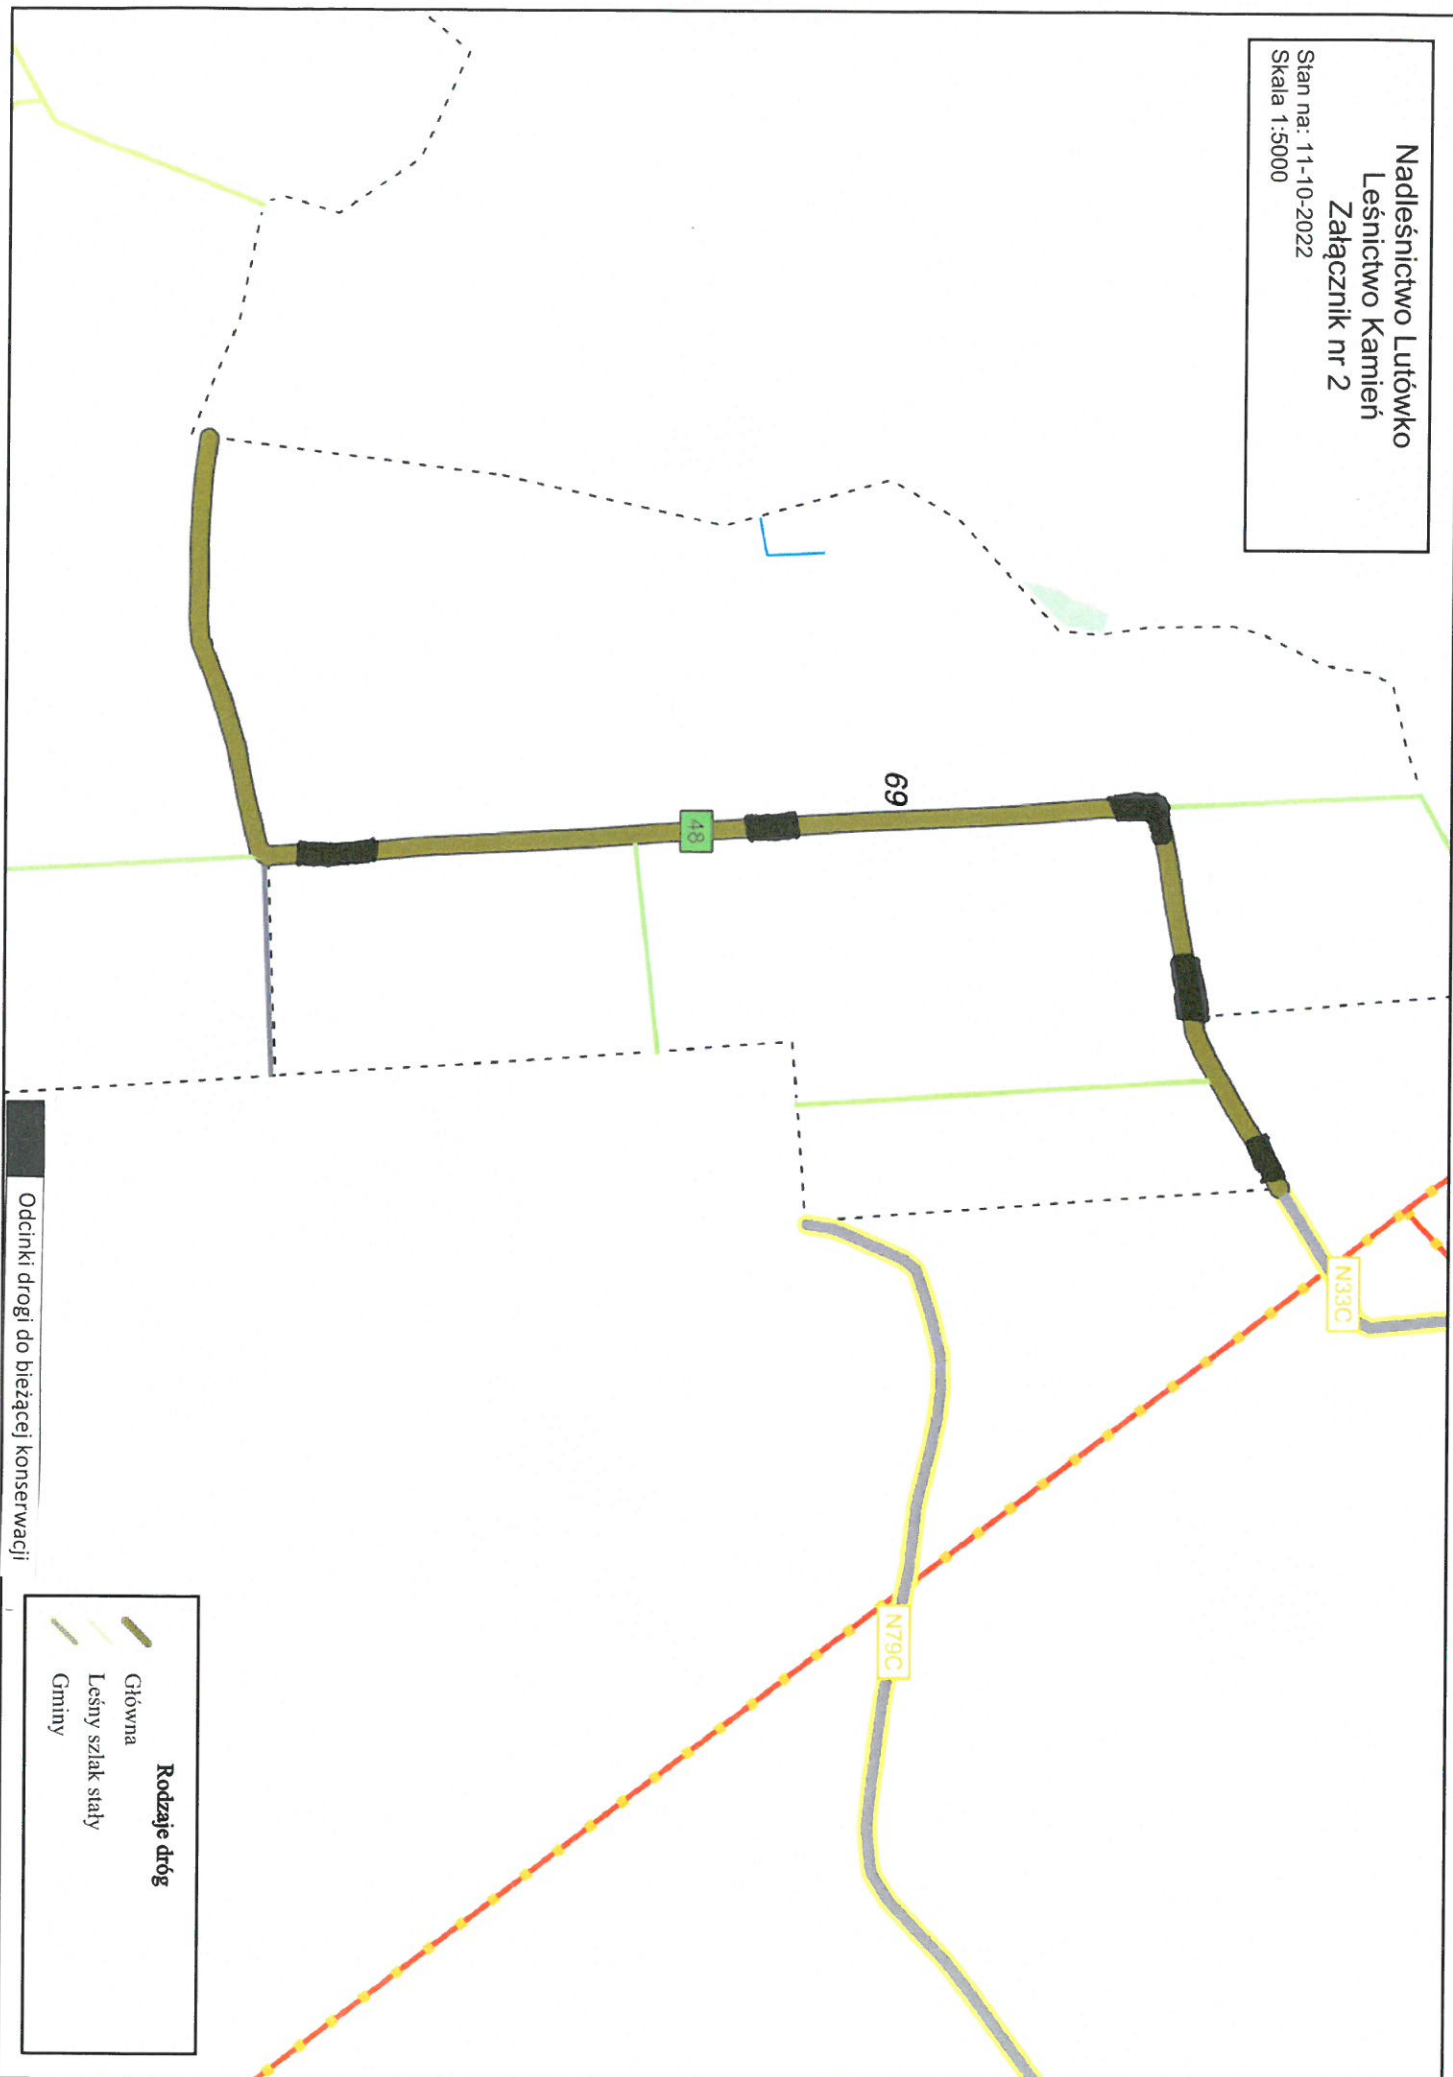 Nadleśnictwo Lutówko
Leśnictwo Kamień
Załącznik nr 2
Stan na: 11-10-2022
Skala 1:5000
69
48
N33C
N79C
Odcinki drogi do bieżącej konserwacji
Rodzaje dróg
Główna
Leśny szlak stały
Gminy